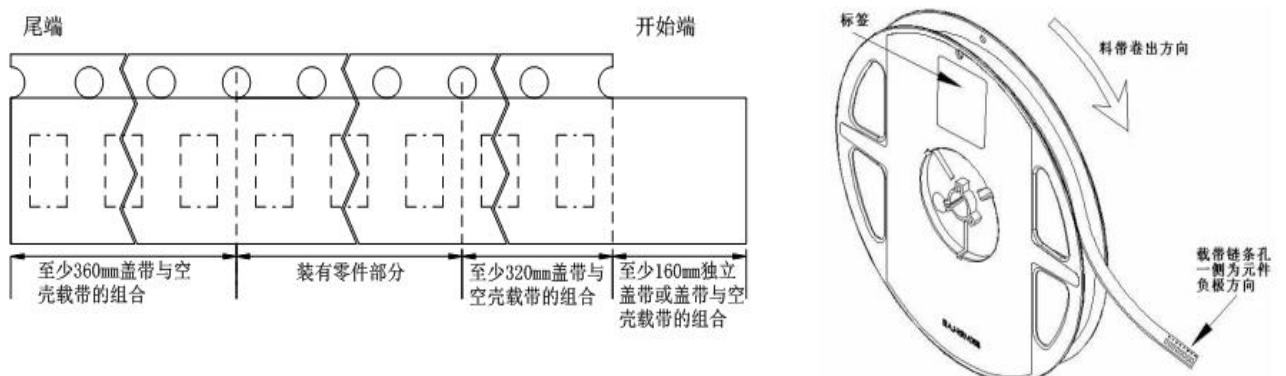 尾端
开始端
至少360mm盖带与空
壳载带的组合
装有零件部分
至少320mm盖带与
空壳载带的组合
至少160mm独立
盖带或盖带与空
壳载带的组合
标签
料带卷出方向
载带链条孔
一侧为元件
负极方向